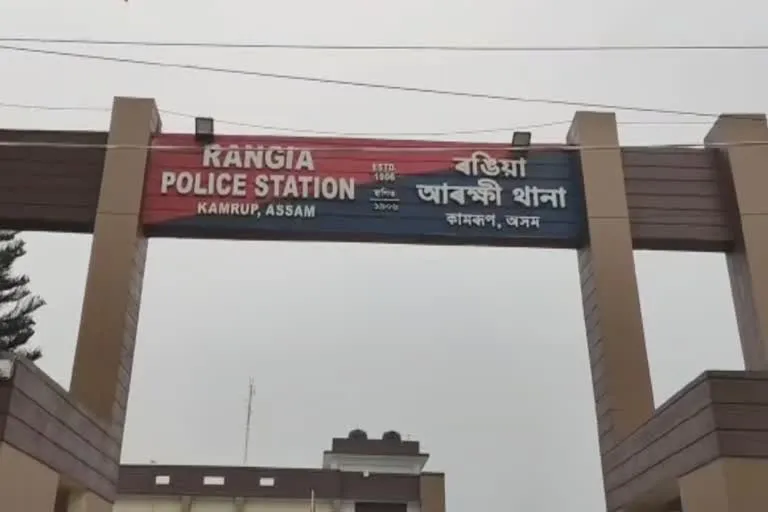 RANGIA
POLICE STATION
KAMRUP, ASSAM
ESTD.
1906
স্থাপিত
১৯০৬
ৰঙিয়া
আৰক্ষী থানা
কামৰূপ, অসম